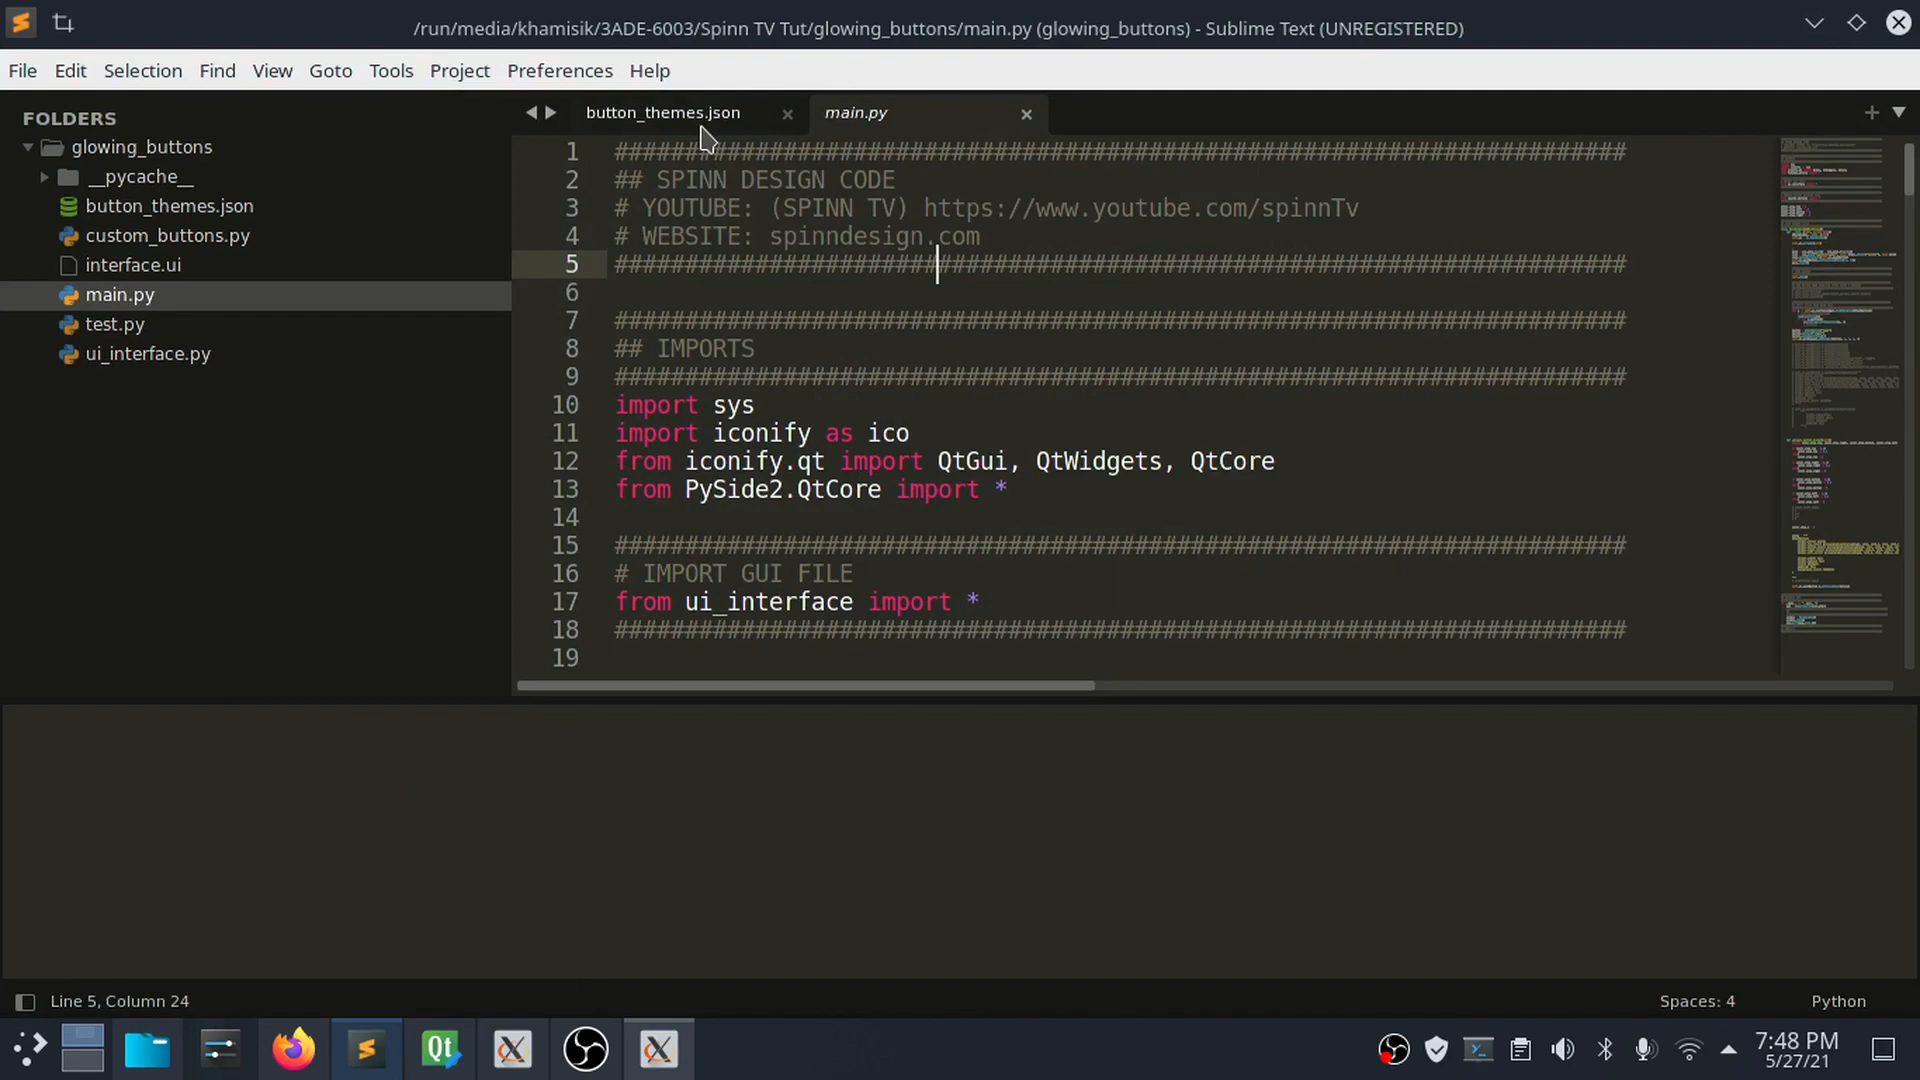 /run/media/khamisik/3ADE-6003/Spinn TV Tut/glowing_buttons/main.py (glowing_buttons) - Sublime Text (UNREGISTERED)
File Edit Selection Find View Goto Tools Project Preferences Help
FOLDERS
glowing_buttons
__pycache__
button_themes.json
custom_buttons.py
interface.ui
main.py
test.py
ui_interface.py
button_themes.json main.py
1 ########################################################################
2 ## SPINN DESIGN CODE
3 # YOUTUBE: (SPINN TV) https://www.youtube.com/spinnTv
4 # WEBSITE: spinndesign.com
5 ########################################################################
6
7 ########################################################################
8 ## IMPORTS
9 ########################################################################
10 import sys
11 import iconify as ico
12 from iconify.qt import QtGui, QtWidgets, QtCore
13 from PySide2.QtCore import *
14
15 ########################################################################
16 # IMPORT GUI FILE
17 from ui_interface import *
18 ########################################################################
19
Line 5, Column 24
Spaces: 4
Python
Qt
7:48 PM
5/27/21